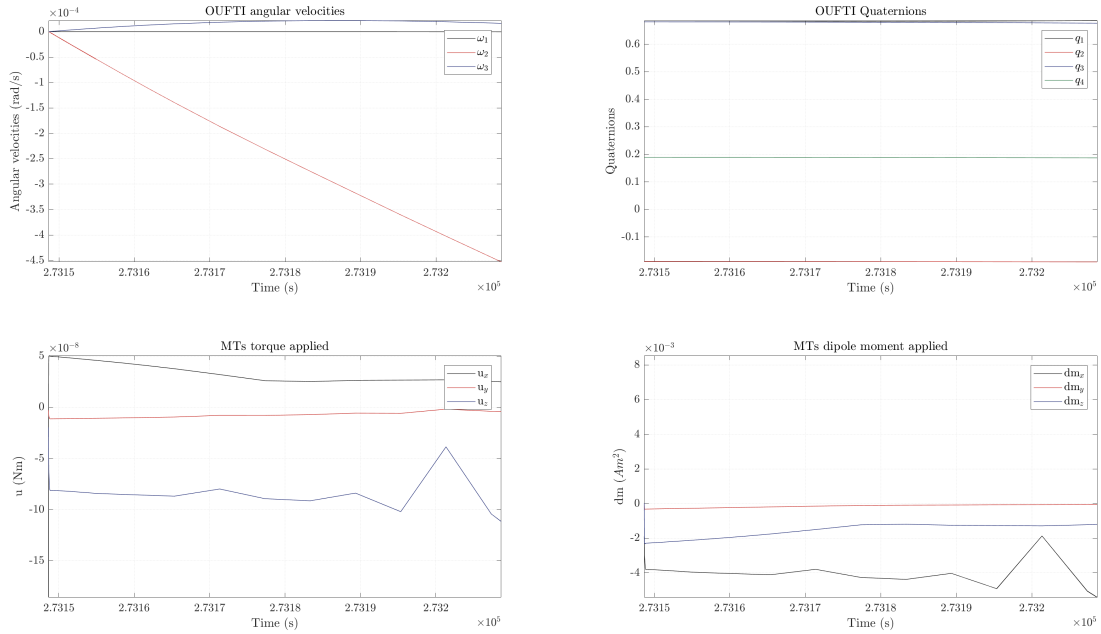 OUFTI angular velocities
×10⁻⁴
0
-0.5
-1
-1.5
-2
-2.5
-3
-3.5
-4
-4.5
Angular velocities (rad/s)
ω₁
ω₂
ω₃
2.7315 2.7316 2.7317 2.7318 2.7319 2.732
×10⁵
Time (s)
OUFTI Quaternions
0.6
0.5
0.4
0.3
0.2
0.1
0
-0.1
Quaternions
q₁
q₂
q₃
q₄
2.7315 2.7316 2.7317 2.7318 2.7319 2.732
×10⁵
Time (s)
MTs torque applied
×10⁻⁸
5
0
-5
-10
-15
u (Nm)
uₓ
u_y
u_z
2.7315 2.7316 2.7317 2.7318 2.7319 2.732
×10⁵
Time (s)
MTs dipole moment applied
×10⁻³
8
6
4
2
0
-2
-4
dm (Am²)
dmₓ
dm_y
dm_z
2.7315 2.7316 2.7317 2.7318 2.7319 2.732
×10⁵
Time (s)